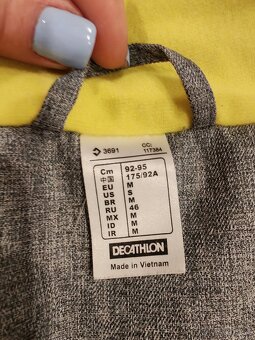 3691 CC: 117384
Cm 92-95
中国 175/92A
EU M
US S
BR M
RU 46
MX M
ID M
IR M
DECATHLON
Made in Vietnam